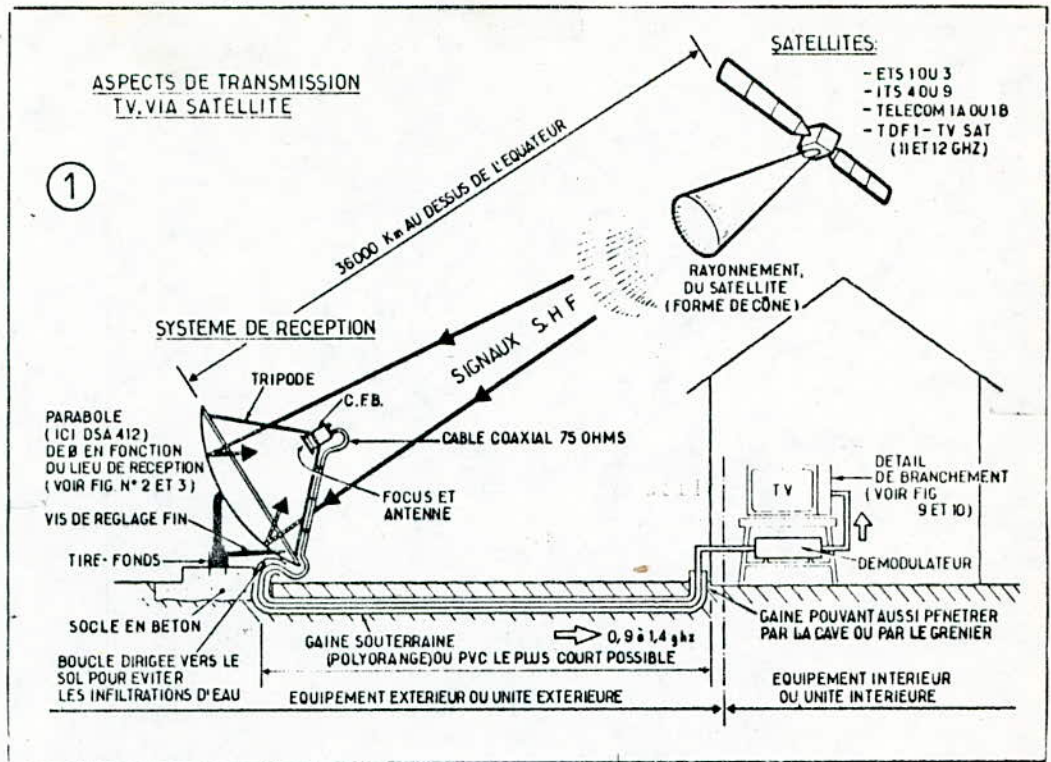 ASPECTS DE TRANSMISSION
TV. VIA SATELLITE
1
SATELLITES:
- ETS 1 OU 3
- ITS 4 OU 9
- TELECOM 1A OU 1B
- TDF1 - TV SAT
(11 ET 12 GHZ)
36000 Km AU DESSUS DE L'EQUATEUR
RAYONNEMENT,
DU SATELLITE
(FORME DE CÔNE)
SIGNAUX S.H F
SYSTEME DE RECEPTION
TRIPODE
C.F.B.
PARABOLE
(ICI DSA 412)
DE Ø EN FONCTION
DU LIEU DE RECEPTION
(VOIR FIG. N° 2 ET 3)
CABLE COAXIAL 75 OHMS
FOCUS ET
ANTENNE
VIS DE REGLAGE FIN
TIRE-FONDS
SOCLE EN BETON
BOUCLE DIRIGEE VERS LE
SOL POUR EVITER
LES INFILTRATIONS D'EAU
TV
DETAIL
DE BRANCHEMENT
(VOIR FIG
9 ET 10)
DEMODULATEUR
GAINE SOUTERRAINE
(POLYORANGE) OU PVC LE PLUS COURT POSSIBLE
0,9 à 1,4 ghz
GAINE POUVANT AUSSI PENETRER
PAR LA CAVE OU PAR LE GRENIER
EQUIPEMENT EXTERIEUR OU UNITE EXTERIEURE
EQUIPEMENT INTERIEUR
OU UNITE INTERIEURE